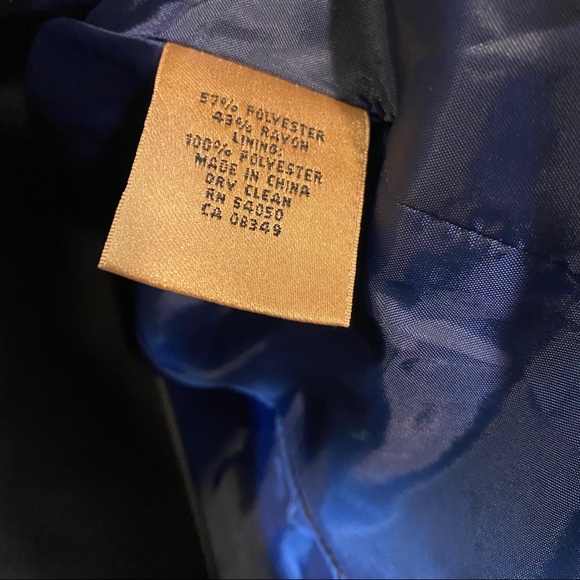 57% POLYESTER
43% RAYON
LINING:
100% POLYESTER
MADE IN CHINA
DRY CLEAN
RN 54050
CA 08349